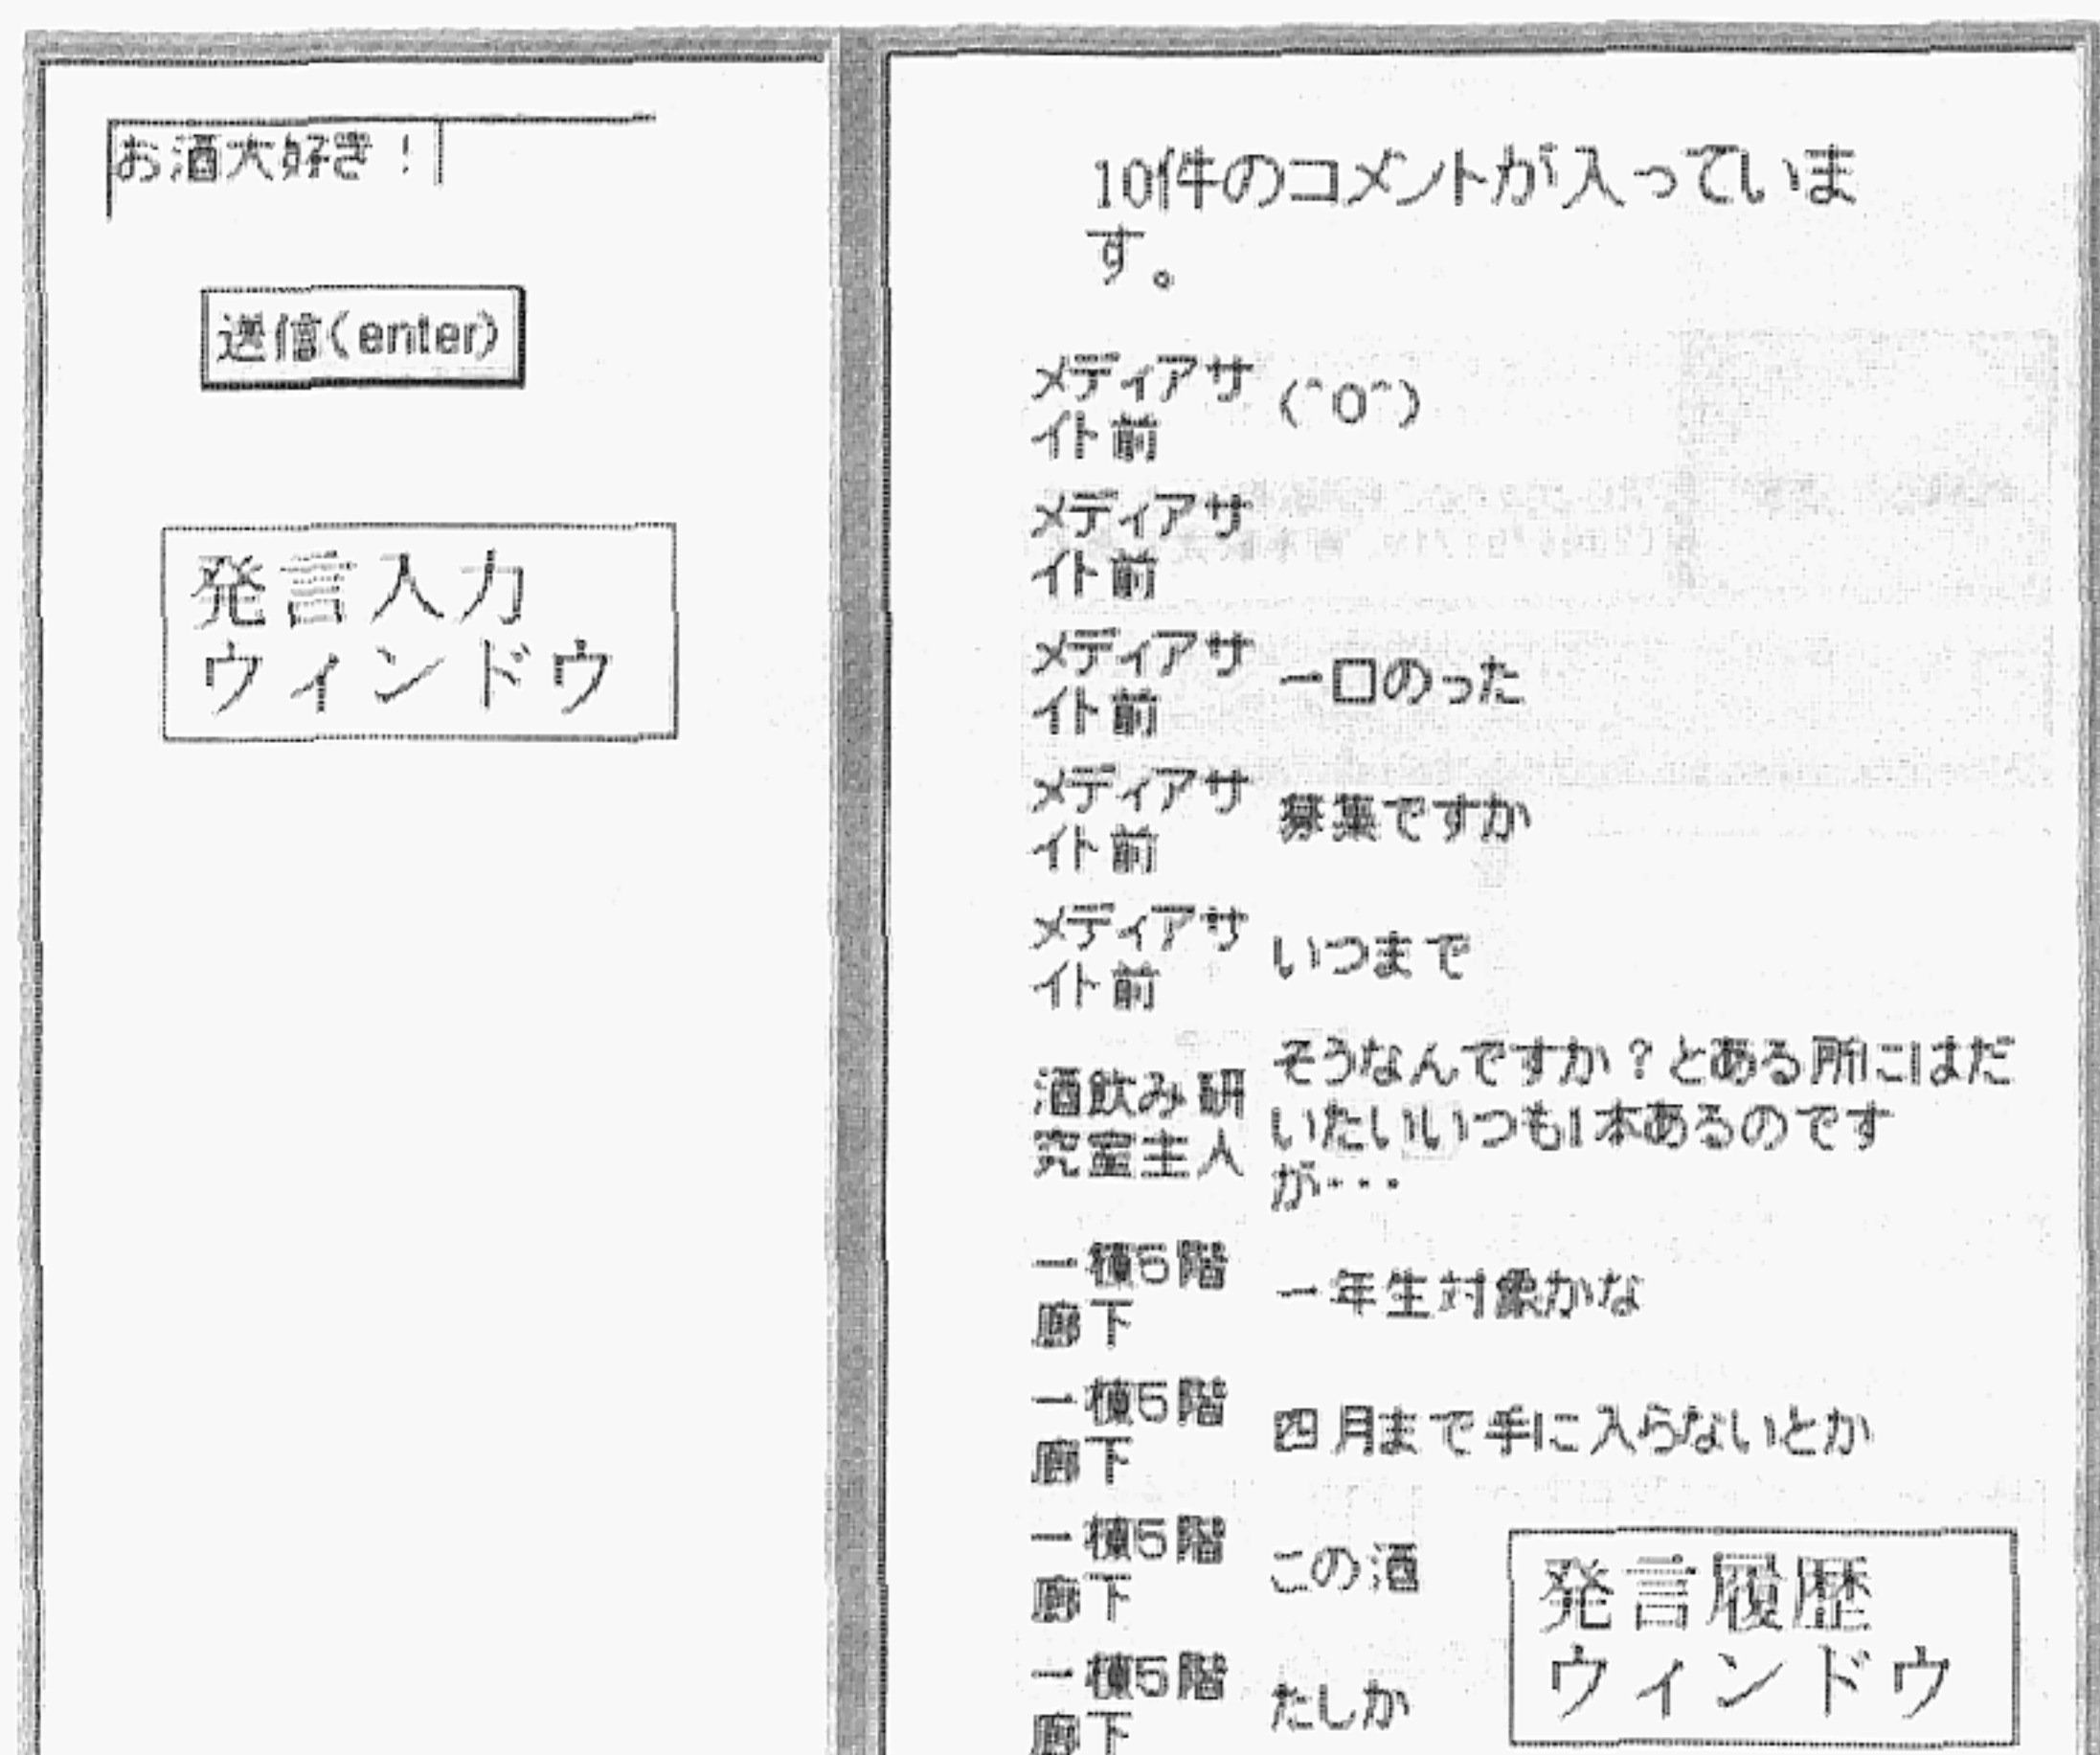 お酒大好き!
送信(enter)
発言入力
ウィンドウ
10件のコメントが入っていま
す。
メディアサ
イト前
(^O^)
メディアサ
イト前
メディアサ
イト前
一口のった
メディアサ
イト前
募集ですか
メディアサ
イト前
いつまで
酒飲み研
究室主人
そうなんですか?とある所にはだ
いたいいつも1本あるのです
が・・・
一棟5階
廊下
一年生対象かな
一棟5階
廊下
四月まで手に入らないとか
一棟5階
廊下
この酒
一棟5階
廊下
たしか
発言履歴
ウィンドウ